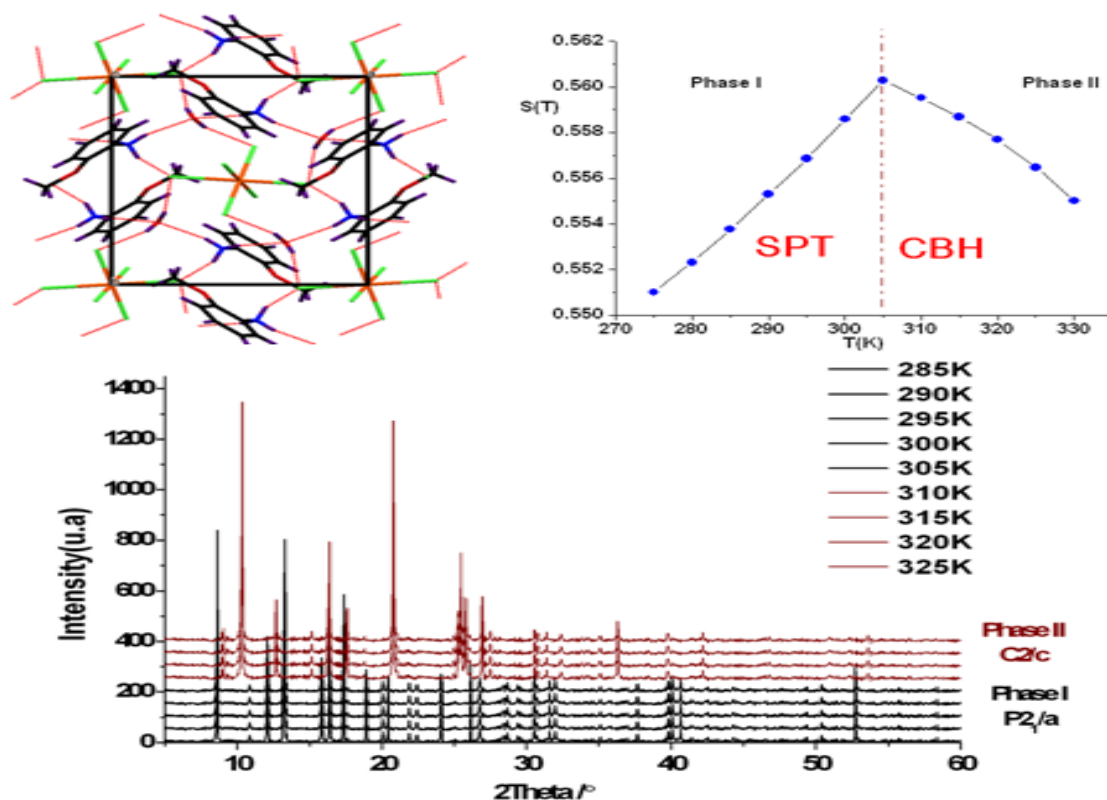 0.562
0.560
0.558
0.556
0.554
0.552
0.550
S(T)
Phase I
Phase II
SPT
CBH
270
280
290
300
310
320
330
T(K)
285K
290K
295K
300K
305K
310K
315K
320K
325K
1400
1200
1000
800
600
400
200
0
Intensity(u.a)
Phase II
C2/c
Phase I
P2₁/a
10
20
30
40
50
60
2Theta /°